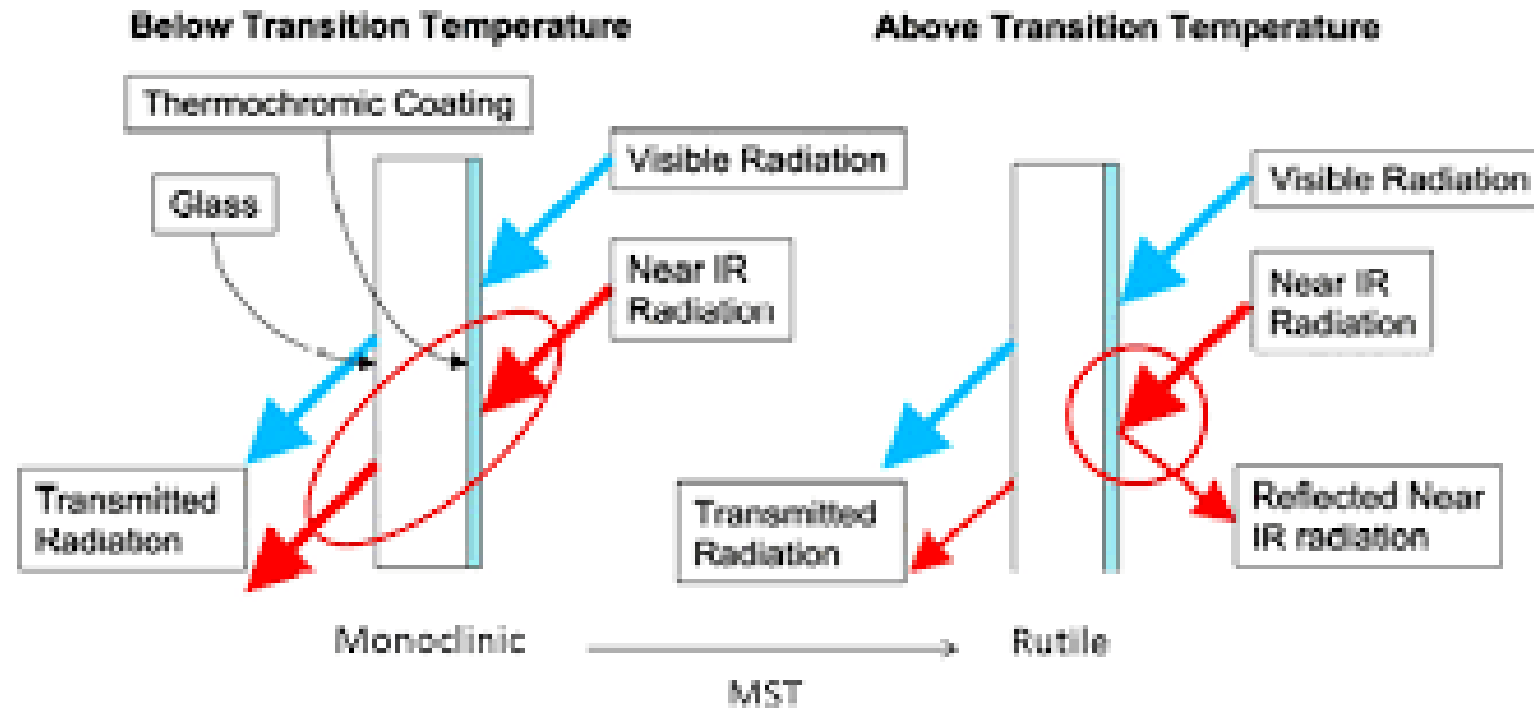 Below Transition Temperature
Above Transition Temperature
Thermochromic Coating
Visible Radiation
Visible Radiation
Glass
Near IR
Radiation
Near IR
Radiation
Transmitted
Radiation
Transmitted
Radiation
Reflected Near
IR radiation
Monoclinic
Rutile
MST